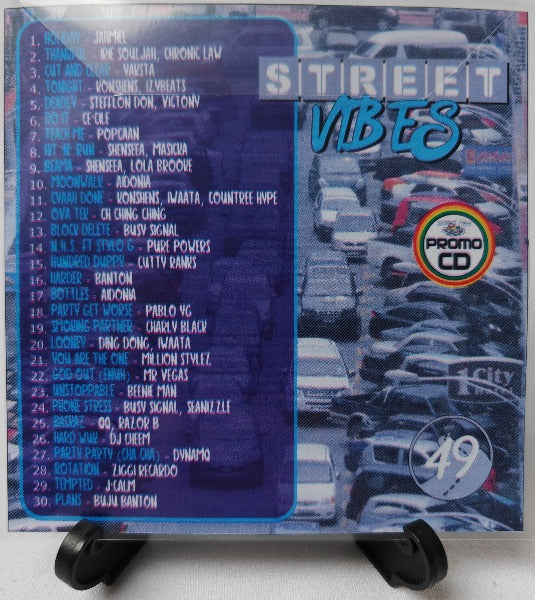 STREET
VIBES
1. HOLIDAY - JAHMIEL
2. THANKFUL - IRIE SOULJAH, CHRONIC LAW
3. CUT AND CLEAR - VARSTA
4. TONIGHT - KONSHENS, IZYBEATS
5. DEADLY - STEFFLON DON, VICTONY
6. DO IT - CE'CILE
7. TEACH ME - POPCAAN
8. HIT 'N' RUN - SHENSEEA, MASICKA
9. BEAMA - SHENSEEA, LOLA BROOKE
10. MOONWALK - AIDONIA
11. CYAAH DONE - KONSHENS, IWAATA, COUNTREE HYPE
12. OVA TEK - CH CHING CHING
13. BLOCK DELETE - BUSY SIGNAL
14. N.H.S. FT STYLO G - PURE POWERS
15. HUNDRED DUPPY - CUTTY RANKS
16. HARDER - BANTON
17. BOTTLES - AIDONIA
18. PARTY GET WORSE - PABLO YG
19. SMOKING PARTNER - CHARLY BLACK
20. LOONEY - DING DONG, IWAATA
21. YOU ARE THE ONE - MILLION STYLEZ
22. GOD OUT (EHUH) - MR VEGAS
23. UNSTOPPABLE - BEENIE MAN
24. PHONE STRESS - BUSY SIGNAL, SEANIZZLE
25. - QQ, RAZOR B
26. HARD WUK - DJ CHEEM
27. PARTY PARTY (CHA CHA) - DYNAMQ
28. ROTATION - ZIGGI RECARDO
29. TEMPTED - J-CALM
30. PLANS - BUJU BANTON
PROMO
CD
1 City
49